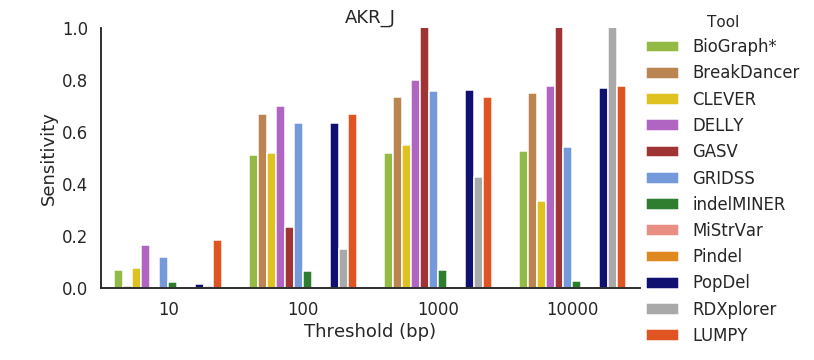 AKR_J
Sensitivity
1.0
0.8
0.6
0.4
0.2
0.0
10
100
1000
10000
Threshold (bp)
Tool
BioGraph*
BreakDancer
CLEVER
DELLY
GASV
GRIDSS
indelMINER
MiStrVar
Pindel
PopDel
RDXplorer
LUMPY